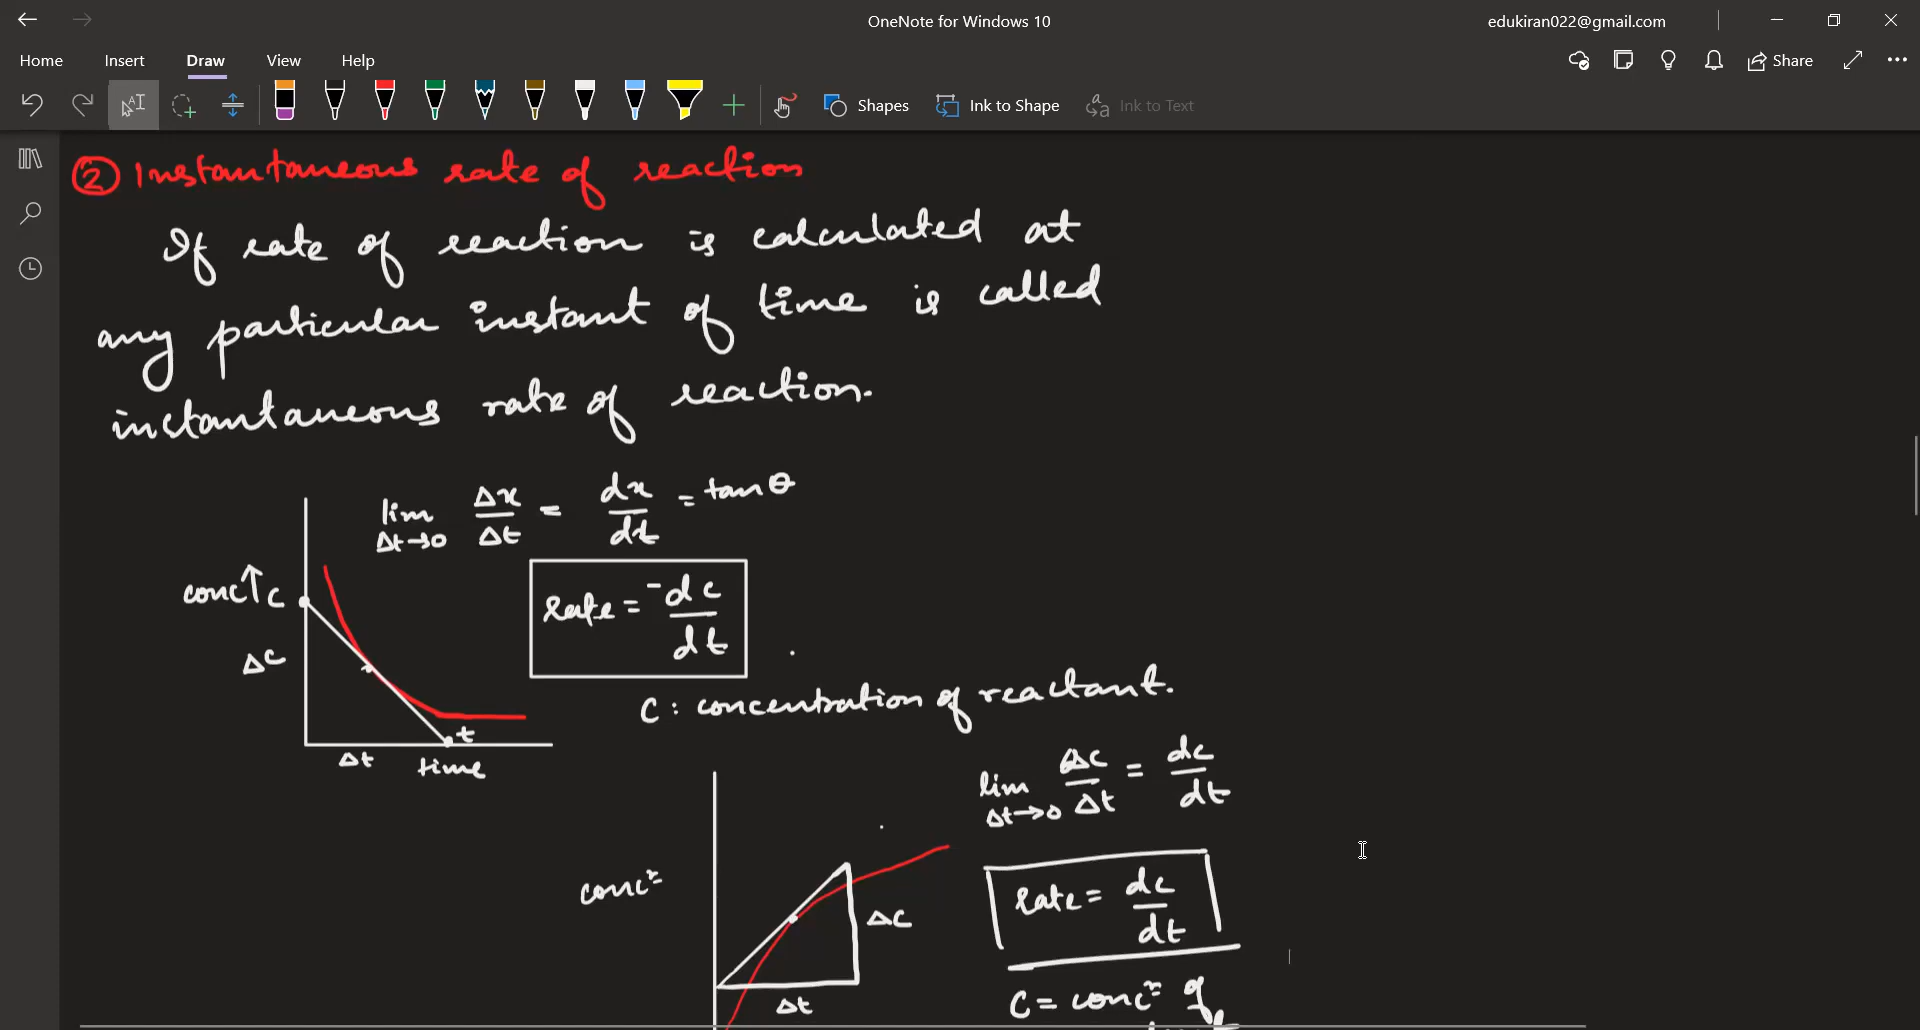 OneNote for Windows 10
edukiran022@gmail.com
Home Insert Draw View Help
Share
Shapes Ink to Shape Ink to Text
② Instantaneous rate of reaction
If rate of reaction is calculated at
any particular instant of time is called
instantaneous rate of reaction.
lim Δt→0 Δx/Δt = dx/dt = tan θ
conc↑ C
Rate = -dc/dt
ΔC
C : concentration of reactant.
t
Δt time
lim Δt→0 ΔC/Δt = dc/dt
concⁿ
ΔC
Rate = dc/dt
Δt
C = concⁿ of